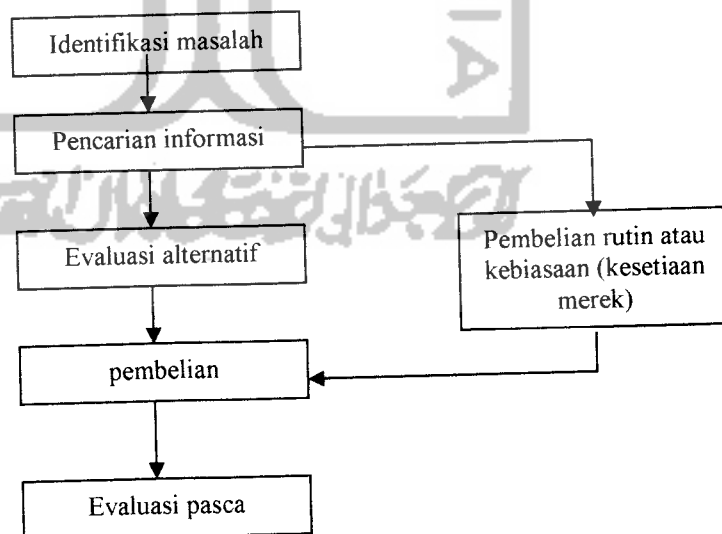 Identifikasi masalah
Pencarian informasi
Evaluasi alternatif
Pembelian rutin atau
kebiasaan (kesetiaan
merek)
pembelian
Evaluasi pasca